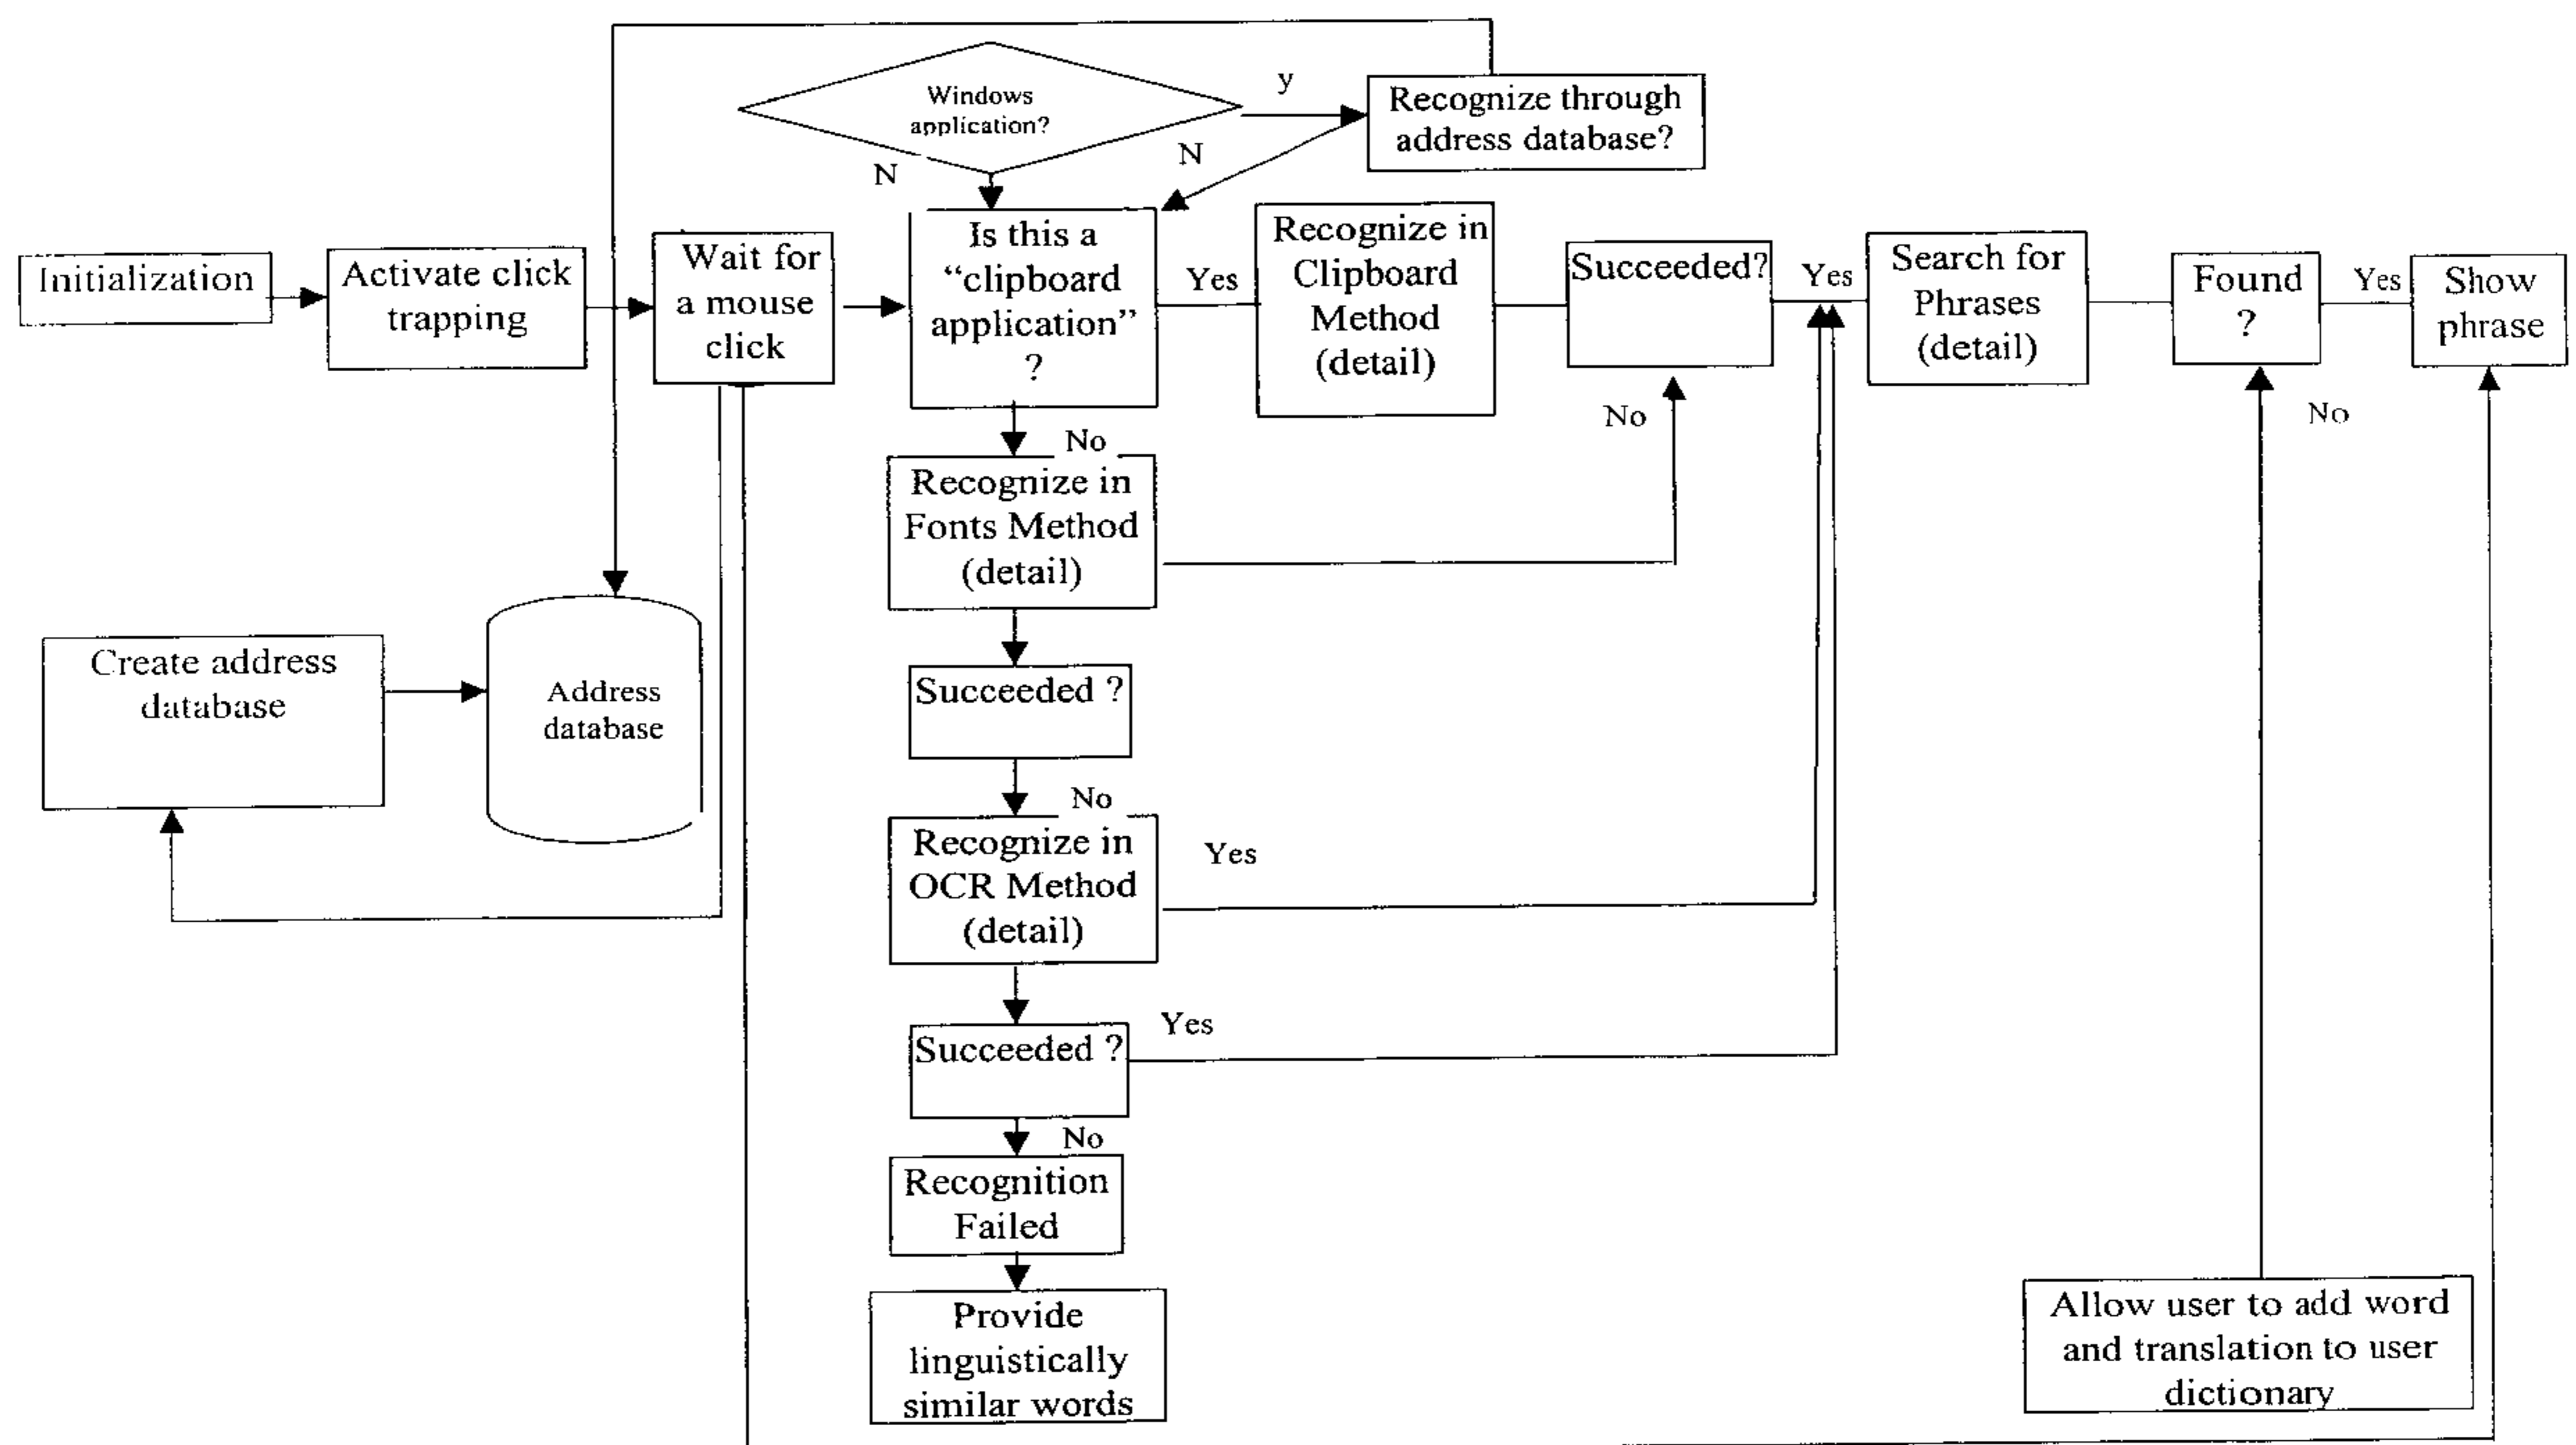 Windows
application?
y
Recognize through
address database?
N
N
Initialization
Activate click
trapping
Wait for
a mouse
click
Is this a
“clipboard
application”
?
Yes
Recognize in
Clipboard
Method
(detail)
Succeeded?
Yes
Search for
Phrases
(detail)
Found
?
Yes
Show
phrase
No
No
No
Recognize in
Fonts Method
(detail)
Create address
database
Address
database
Succeeded ?
No
Recognize in
OCR Method
(detail)
Yes
Succeeded ?
Yes
No
Recognition
Failed
Provide
linguistically
similar words
Allow user to add word
and translation to user
dictionary